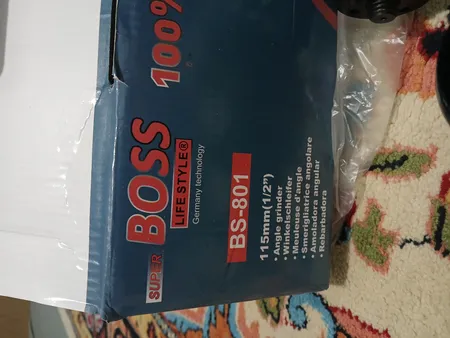 SUPER BOSS 100%
LIFE STYLE®
Germany technology
BS-801
115mm(1/2")
• Angle grinder
• Winkelschleifer
• Meuleuse d'angle
• Smerigliatrice angolare
• Amoladora angular
• Rebarbadora